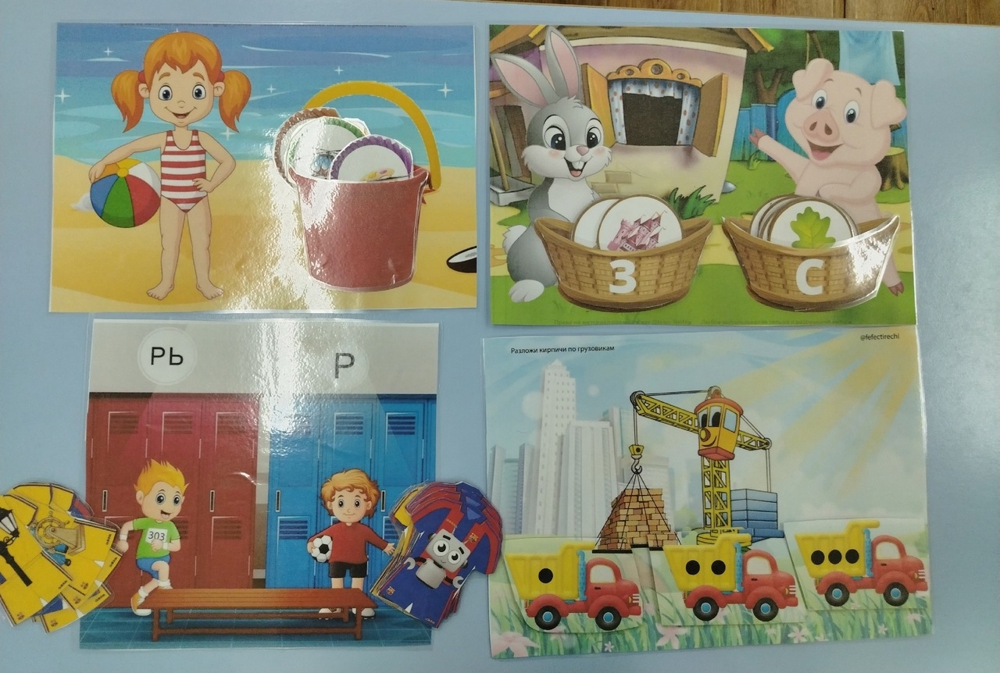 З
С
РЬ
Р
303
Разложи кирпичи по грузовикам
@fefectirechi